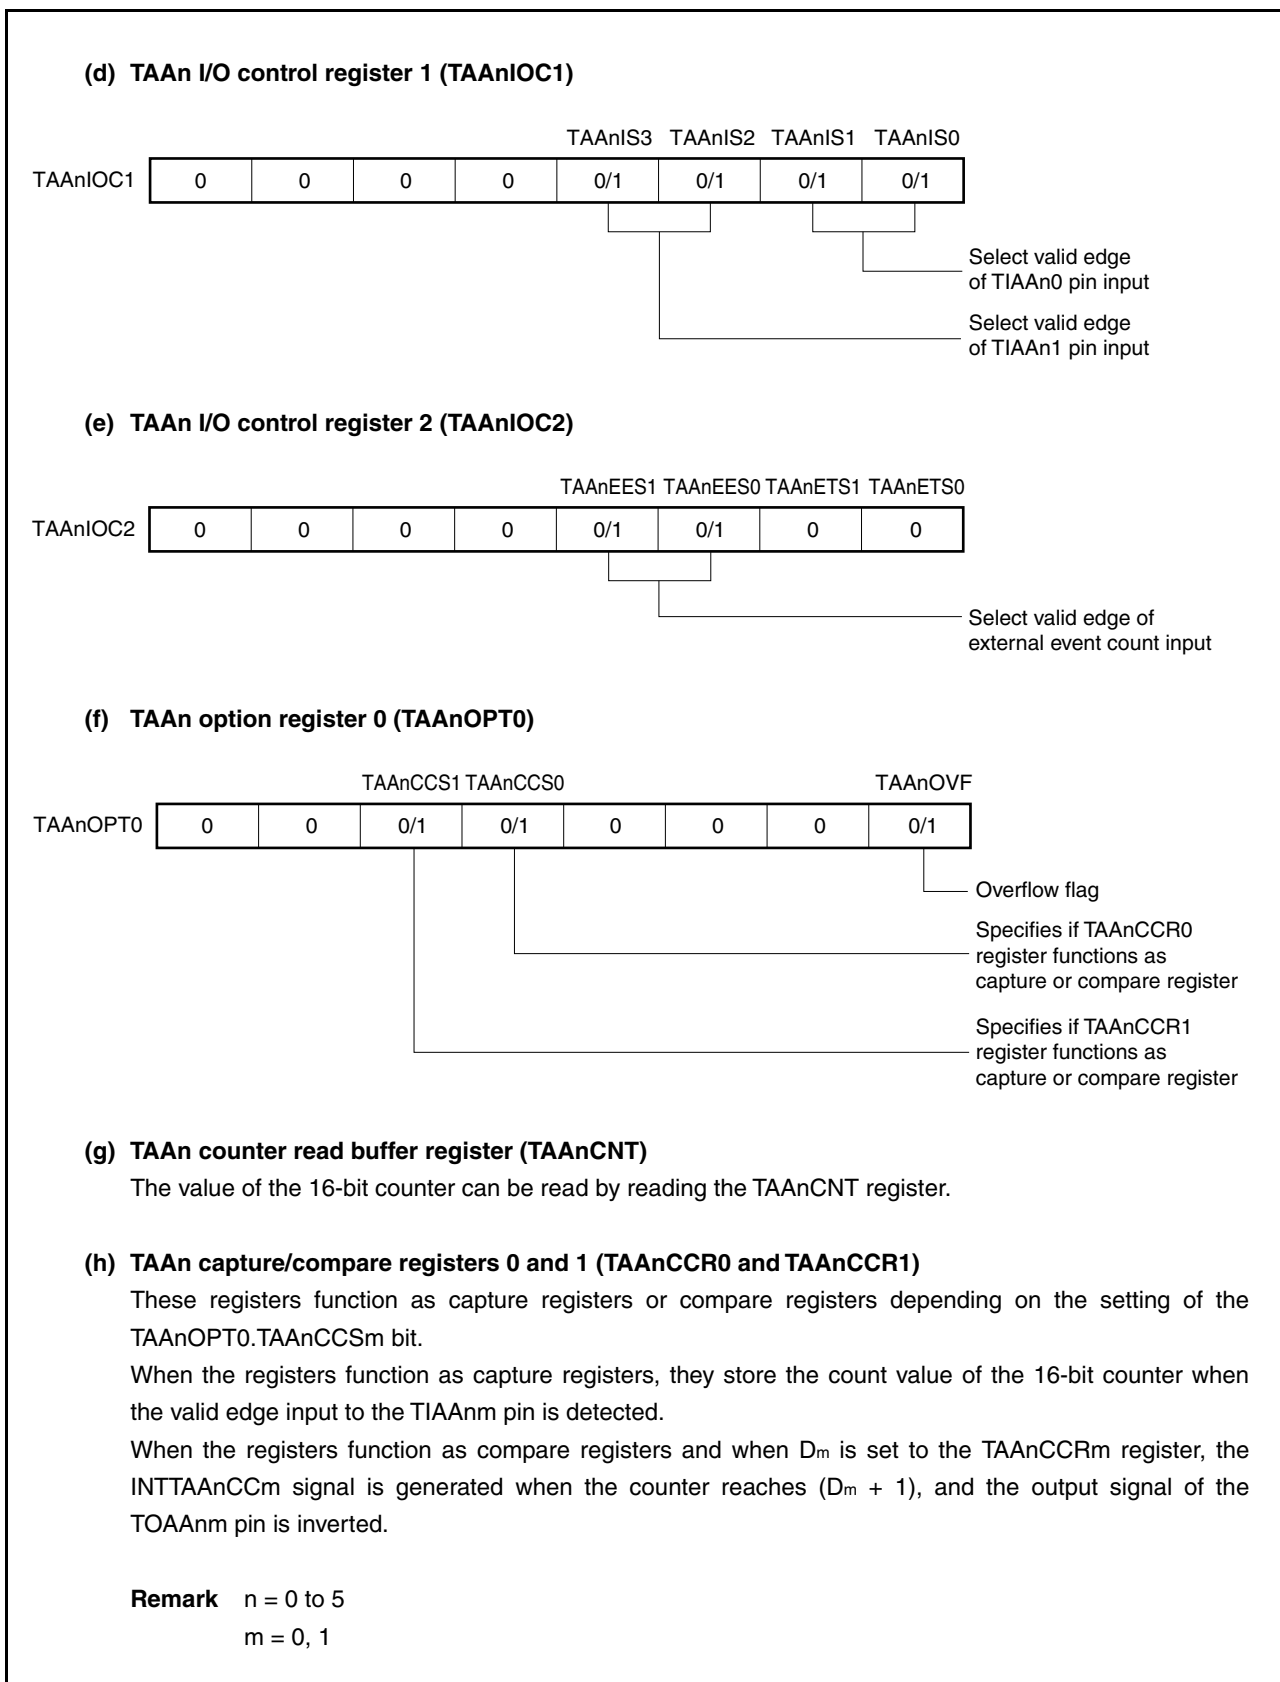 (d) TAAn I/O control register 1 (TAAnIOC1)
TAAnIS3 TAAnIS2 TAAnIS1 TAAnIS0
TAAnIOC1 0 0 0 0 0/1 0/1 0/1 0/1
Select valid edge
of TIAAn0 pin input
Select valid edge
of TIAAn1 pin input
(e) TAAn I/O control register 2 (TAAnIOC2)
TAAnEES1 TAAnEES0 TAAnETS1 TAAnETS0
TAAnIOC2 0 0 0 0 0/1 0/1 0 0
Select valid edge of
external event count input
(f) TAAn option register 0 (TAAnOPT0)
TAAnCCS1 TAAnCCS0 TAAnOVF
TAAnOPT0 0 0 0/1 0/1 0 0 0 0/1
Overflow flag
Specifies if TAAnCCR0
register functions as
capture or compare register
Specifies if TAAnCCR1
register functions as
capture or compare register
(g) TAAn counter read buffer register (TAAnCNT)
The value of the 16-bit counter can be read by reading the TAAnCNT register.
(h) TAAn capture/compare registers 0 and 1 (TAAnCCR0 and TAAnCCR1)
These registers function as capture registers or compare registers depending on the setting of the
TAAnOPT0.TAAnCCSm bit.
When the registers function as capture registers, they store the count value of the 16-bit counter when
the valid edge input to the TIAAnm pin is detected.
When the registers function as compare registers and when Dm is set to the TAAnCCRm register, the
INTTAAnCCm signal is generated when the counter reaches (Dm + 1), and the output signal of the
TOAAnm pin is inverted.
Remark n = 0 to 5
m = 0, 1